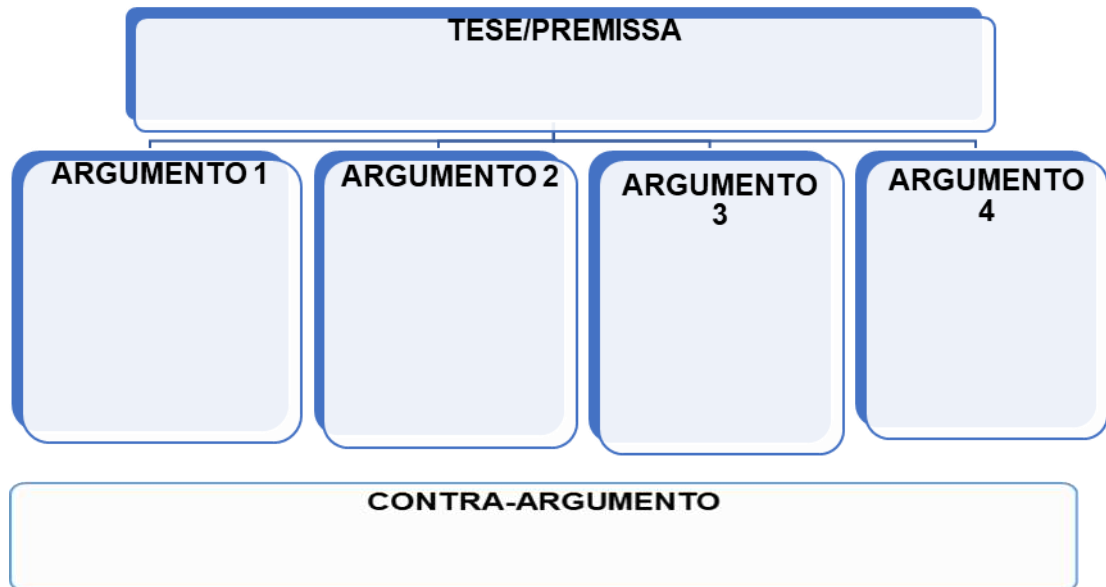 TESE/PREMISSA
ARGUMENTO 1
ARGUMENTO 2
ARGUMENTO
3
ARGUMENTO
4
CONTRA-ARGUMENTO